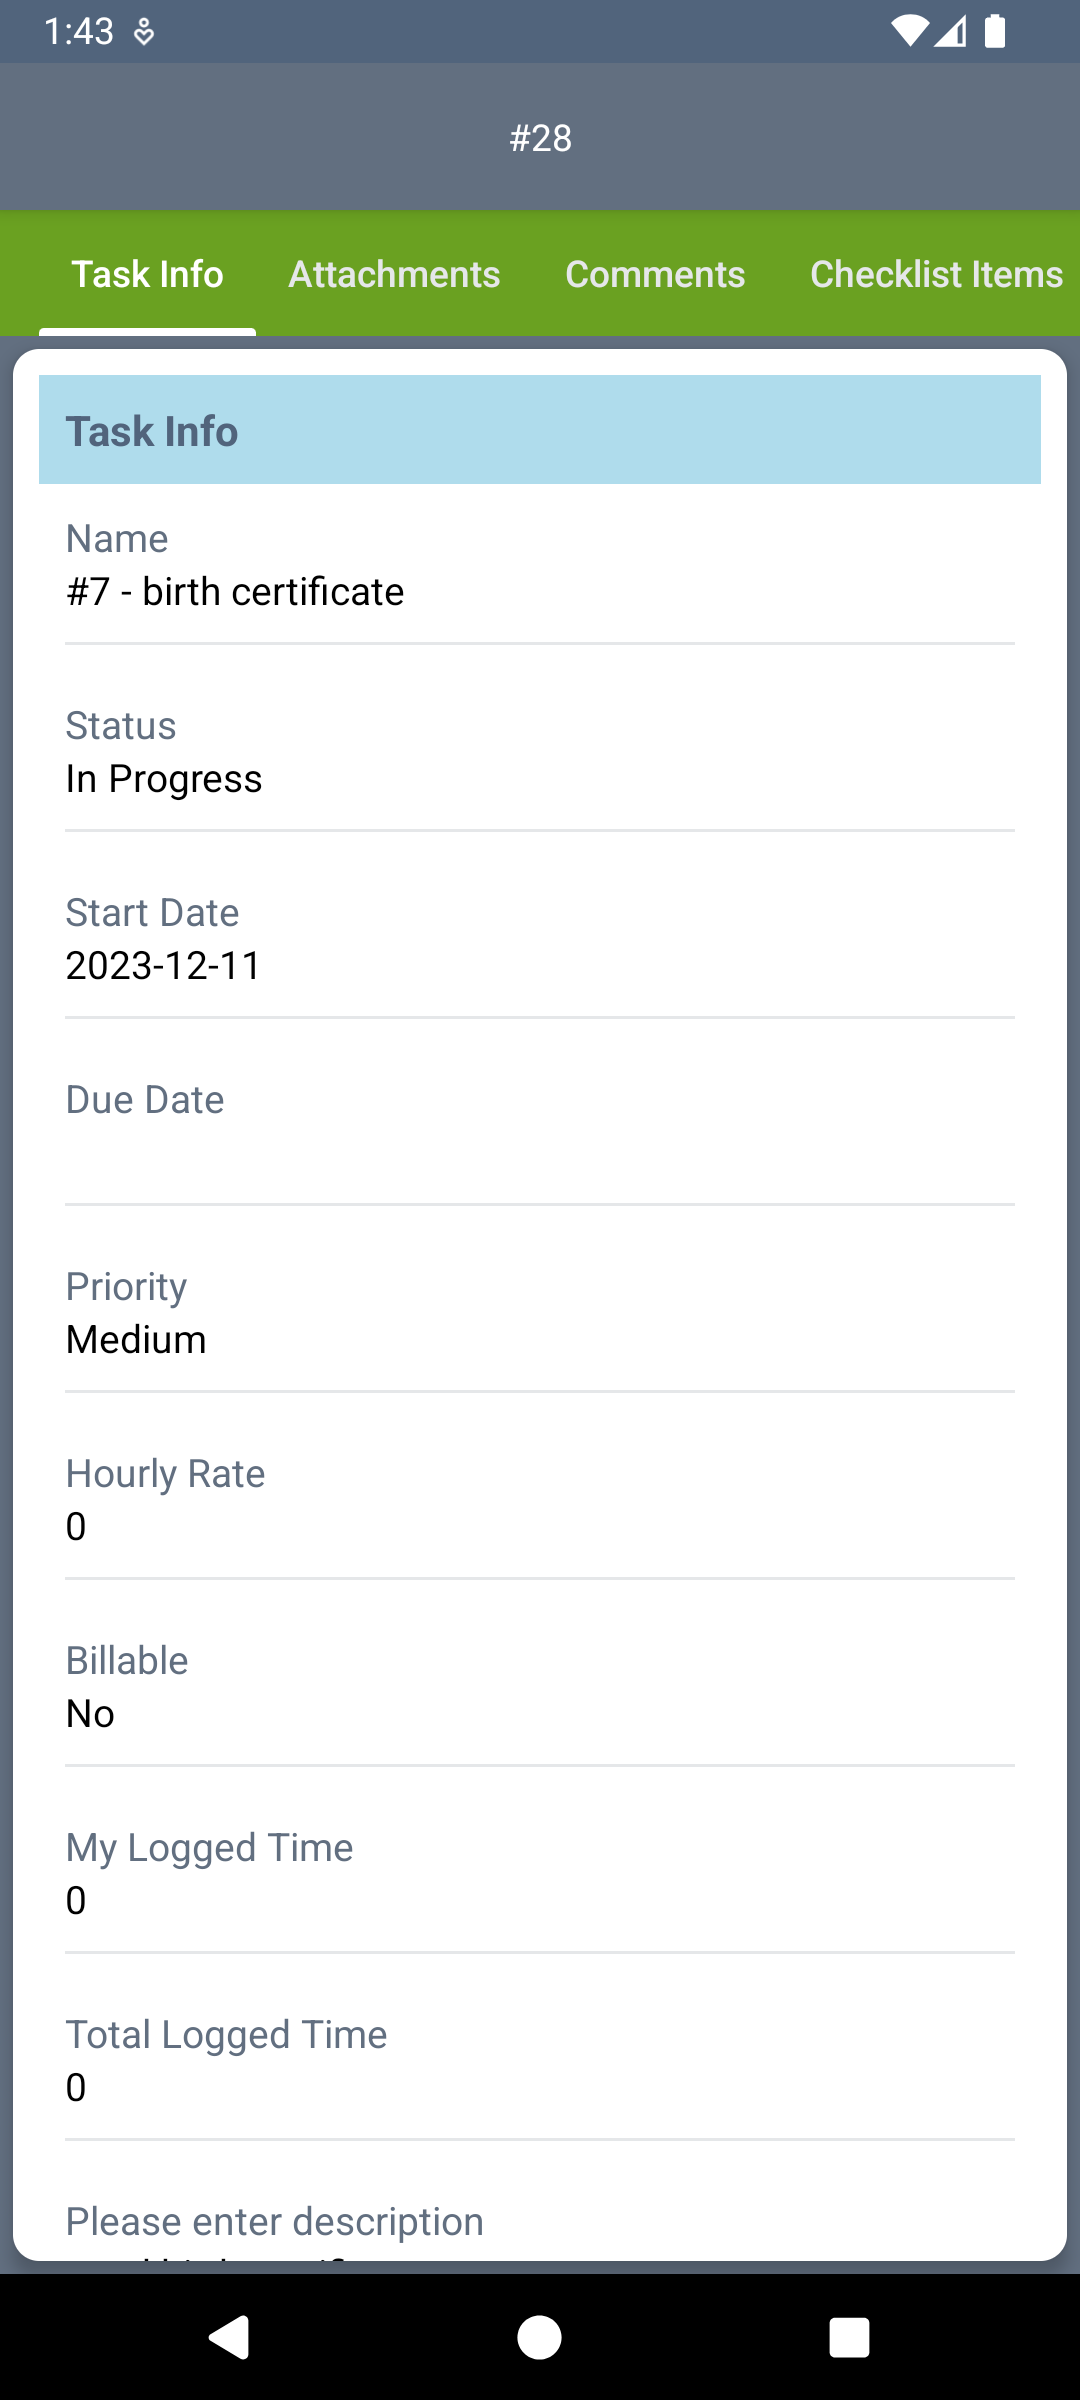 1:43
#28
Task Info
Attachments
Comments
Checklist Items
Task Info
Name
#7 - birth certificate
Status
In Progress
Start Date
2023-12-11
Due Date
Priority
Medium
Hourly Rate
0
Billable
No
My Logged Time
0
Total Logged Time
0
Please enter description